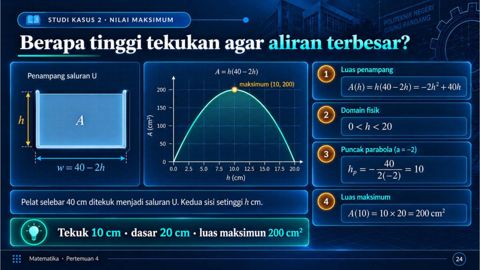 STUDI KASUS 2 • NILAI MAKSIMUM
POLITEKNIK NEGERI
Berapa tinggi tekukan agar aliran terbesar?
Penampang saluran U
h
A
w = 40 − 2h
A = h(40 − 2h)
maksimum (10, 200)
A (cm²)
200
150
100
50
0
0.0 2.5 5.0 7.5 10.0 12.5 15.0 17.5 20.0
h (cm)
Pelat selebar 40 cm ditekuk menjadi saluran U. Kedua sisi setinggi h cm.
Tekuk 10 cm · dasar 20 cm · luas maksimun 200 cm²
1
Luas penampang
A(h) = h(40 − 2h) = −2h² + 40h
2
Domain fisik
0 < h < 20
3
Puncak parabola (a = −2)
hₚ = − 40 / 2(−2) = 10
4
Luas maksimum
A(10) = 10 × 20 = 200 cm²
Matematika • Pertemuan 4
24